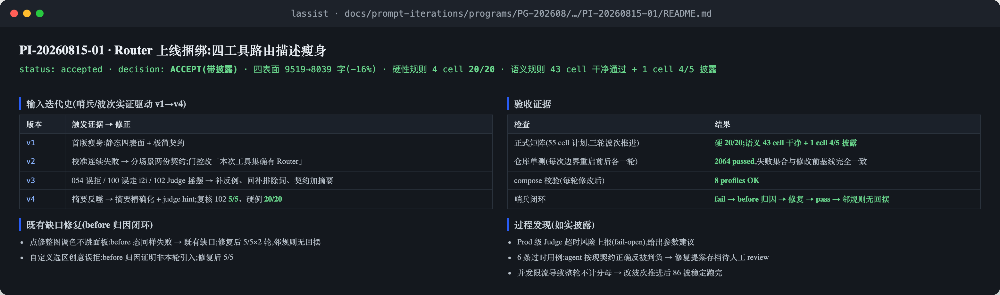 lassist · docs/prompt-iterations/programs/PG-202608/…/PI-20260815-01/README.md
PI-20260815-01 · Router 上线捆绑:四工具路由描述瘦身
status: accepted · decision: ACCEPT(带披露) · 四表面 9519→8039 字(−16%) · 硬性规则 4 cell 20/20 · 语义规则 43 cell 干净通过 + 1 cell 4/5 披露
输入迭代史(哨兵/波次实证驱动 v1→v4)
版本 触发证据 → 修正
v1 首版瘦身:静态四表面 + 极简契约
v2 校准连续失败 → 分场景两份契约;门控改「本次工具集确有 Router」
v3 054 误拒 / 100 误走 i2i / 102 Judge 摇摆 → 补反例、回补排除词、契约加摘要
v4 摘要反噬 → 摘要精确化 + judge hint;复核 102 5/5、硬例 20/20
既有缺口修复(before 归因闭环)
• 点修整图调色不跳面板:before 态同样失败 → 既有缺口;修复后 5/5×2 轮,邻规则无回摆
• 自定义选区创意误拒:before 归因证明非本轮引入;修复后 5/5
验收证据
检查 结果
正式矩阵(55 cell 计划,三轮波次推进) 硬 20/20;语义 43 cell 干净 + 1 cell 4/5 披露
仓库单测(每次边界重启前后各一轮) 2064 passed,失败集合与修改前基线完全一致
compose 校验(每轮修改后) 8 profiles OK
哨兵闭环 fail → before 归因 → 修复 → pass → 邻规则无回摆
过程发现(如实披露)
• Prod 级 Judge 超时风险上报(fail-open),给出参数建议
• 6 条过时用例:agent 按现契约正确反被判负 → 修复提案存档待人工 review
• 并发限流导致整轮不计分母 → 改波次推进后 86 波稳定跑完